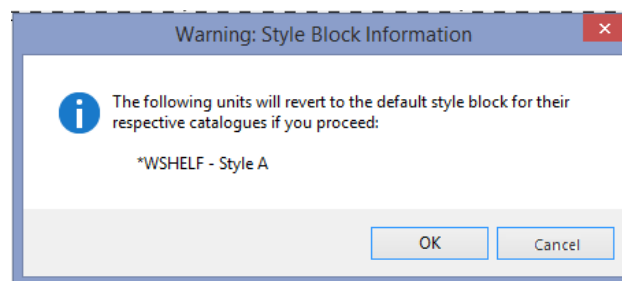 Warning: Style Block Information
The following units will revert to the default style block for their
respective catalogues if you proceed:
*WSHELF - Style A
OK
Cancel